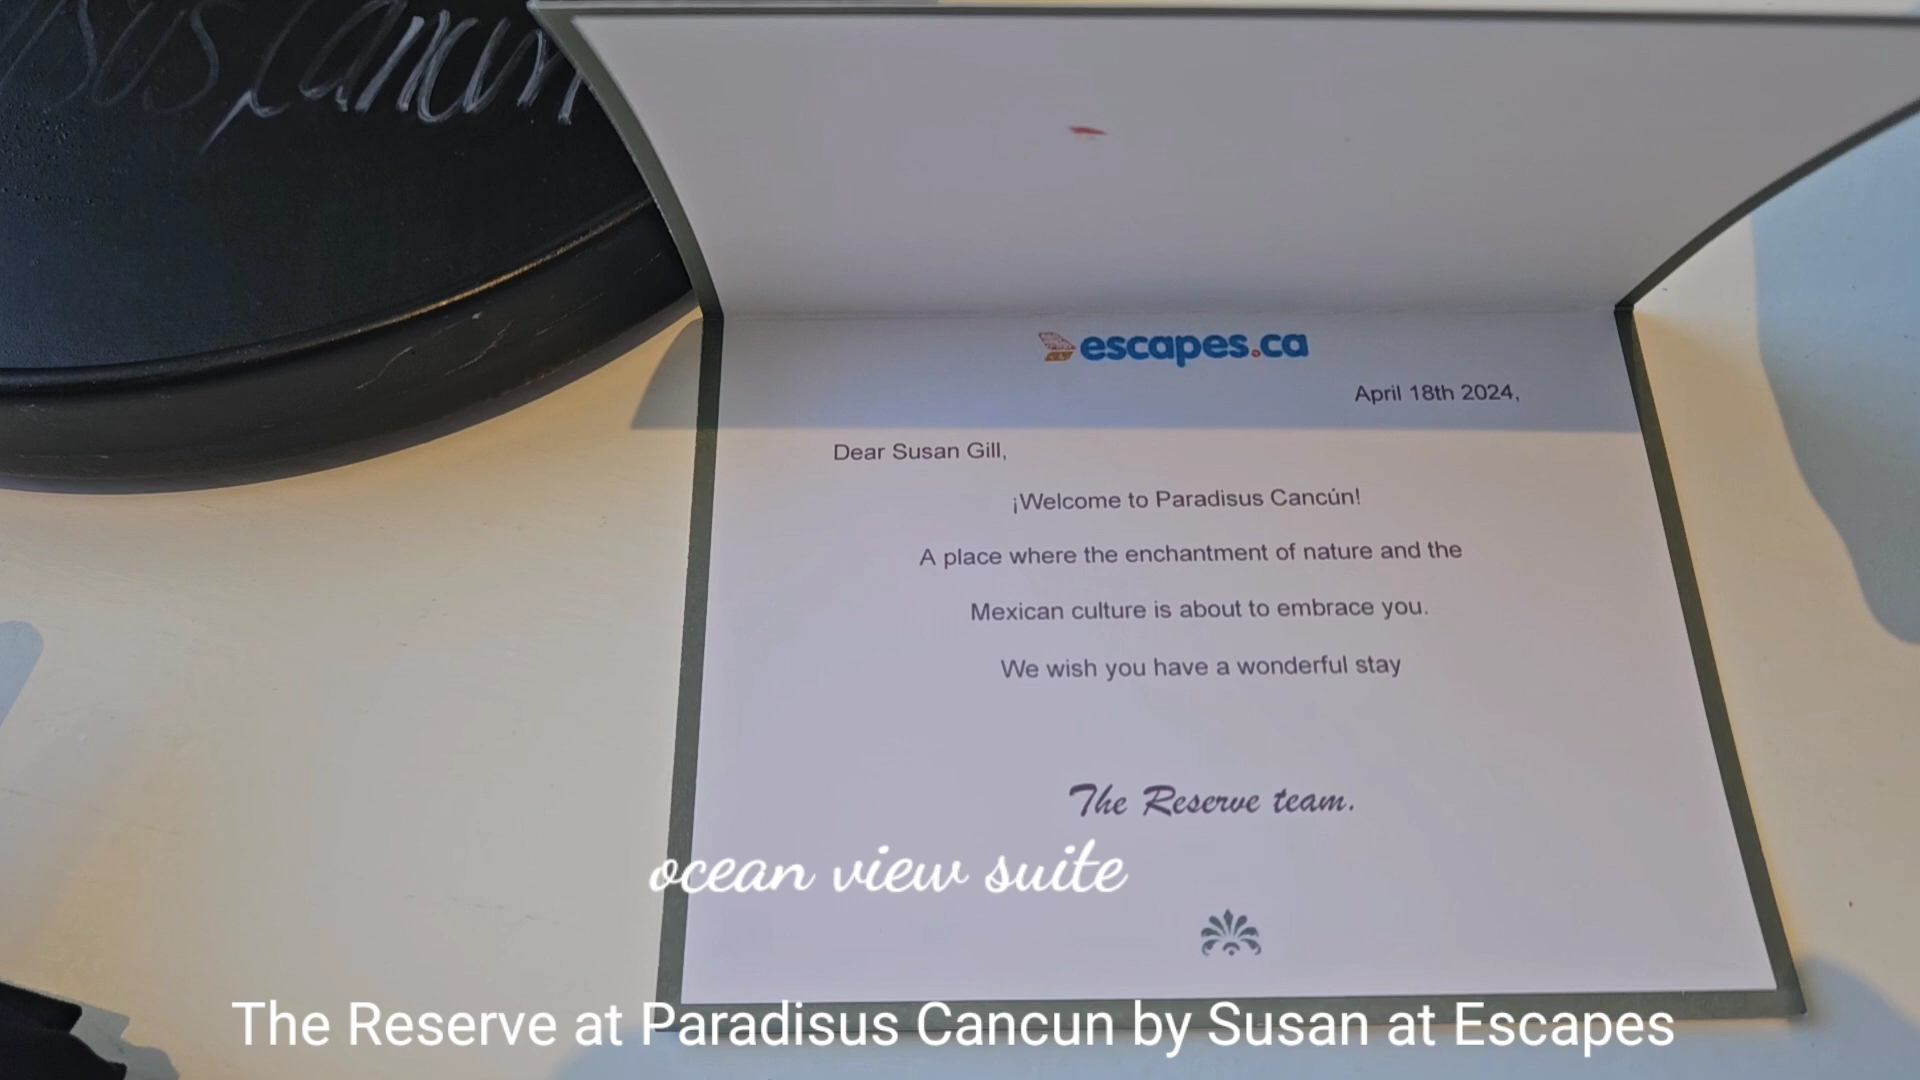 Cancun
escapes.ca
April 18th 2024,
Dear Susan Gill,
¡Welcome to Paradisus Cancún!
A place where the enchantment of nature and the
Mexican culture is about to embrace you.
We wish you have a wonderful stay
The Reserve team.
ocean view suite
The Reserve at Paradisus Cancun by Susan at Escapes